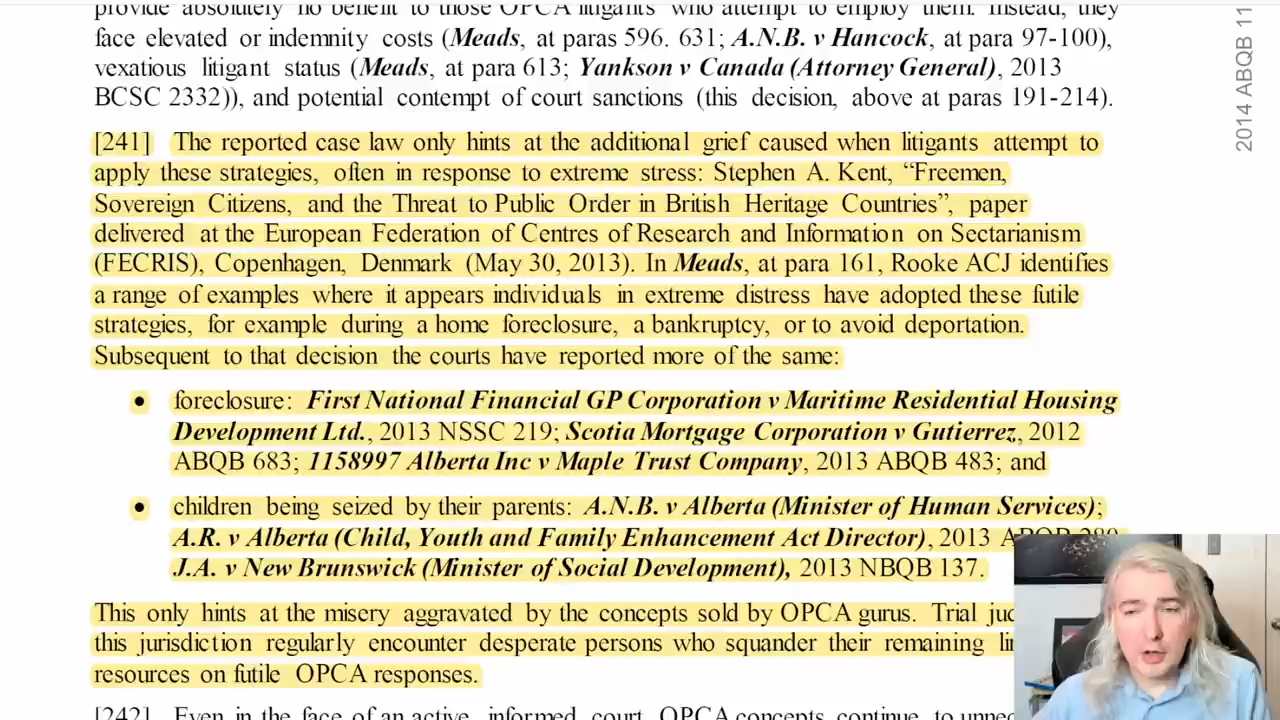 provide absolutely no benefit to those OPCA litigants who attempt to employ them. Instead, they
face elevated or indemnity costs (Meads, at paras 596. 631; A.N.B. v Hancock, at para 97-100),
vexatious litigant status (Meads, at para 613; Yankson v Canada (Attorney General), 2013
BCSC 2332)), and potential contempt of court sanctions (this decision, above at paras 191-214).
[241] The reported case law only hints at the additional grief caused when litigants attempt to
apply these strategies, often in response to extreme stress: Stephen A. Kent, “Freemen,
Sovereign Citizens, and the Threat to Public Order in British Heritage Countries”, paper
delivered at the European Federation of Centres of Research and Information on Sectarianism
(FECRIS), Copenhagen, Denmark (May 30, 2013). In Meads, at para 161, Rooke ACJ identifies
a range of examples where it appears individuals in extreme distress have adopted these futile
strategies, for example during a home foreclosure, a bankruptcy, or to avoid deportation.
Subsequent to that decision the courts have reported more of the same:
• foreclosure: First National Financial GP Corporation v Maritime Residential Housing
Development Ltd., 2013 NSSC 219; Scotia Mortgage Corporation v Gutierrez, 2012
ABQB 683; 1158997 Alberta Inc v Maple Trust Company, 2013 ABQB 483; and
• children being seized by their parents: A.N.B. v Alberta (Minister of Human Services);
A.R. v Alberta (Child, Youth and Family Enhancement Act Director), 2013
J.A. v New Brunswick (Minister of Social Development), 2013 NBQB 137.
This only hints at the misery aggravated by the concepts sold by OPCA gurus. Trial
this jurisdiction regularly encounter desperate persons who squander their remaining
resources on futile OPCA responses.
[242] Even in the face of an active, informed court, OPCA concepts continue to
2014 ABQB 11